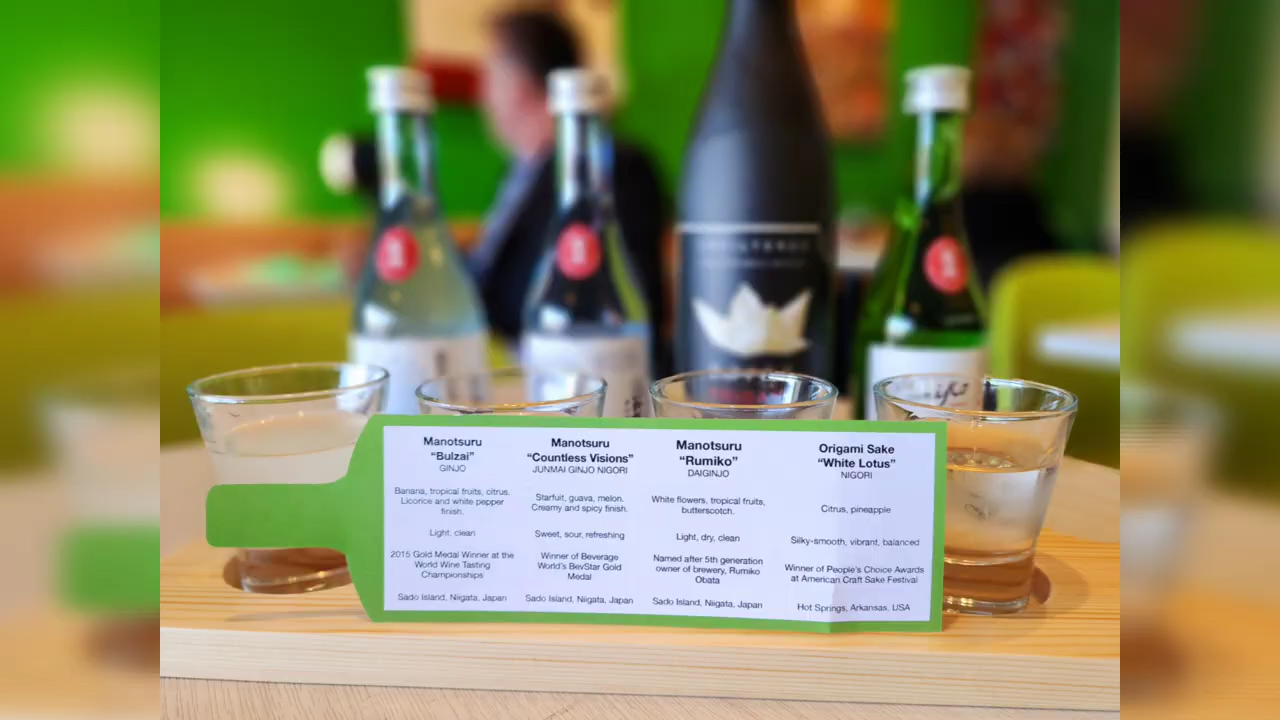 1
1
1
UNFILTERED
Manotsuru
“Bulzai”
GINJO
Banana, tropical fruits, citrus.
Licorice and white pepper
finish.
Light, clean
2015 Gold Medal Winner at the
World Wine Tasting
Championships
Sado Island, Niigata, Japan
Manotsuru
“Countless Visions”
JUNMAI GINJO NIGORI
Starfuit, guava, melon.
Creamy and spicy finish.
Sweet, sour, refreshing
Winner of Beverage
World’s BevStar Gold
Medal
Sado Island, Niigata, Japan
Manotsuru
“Rumiko”
DAIGINJO
White flowers, tropical fruits,
butterscotch.
Light, dry, clean
Named after 5th generation
owner of brewery, Rumiko
Obata
Sado Island, Niigata, Japan
Origami Sake
“White Lotus”
NIGORI
Citrus, pineapple
Silky-smooth, vibrant, balanced
Winner of People’s Choice Awards
at American Craft Sake Festival
Hot Springs, Arkansas, USA